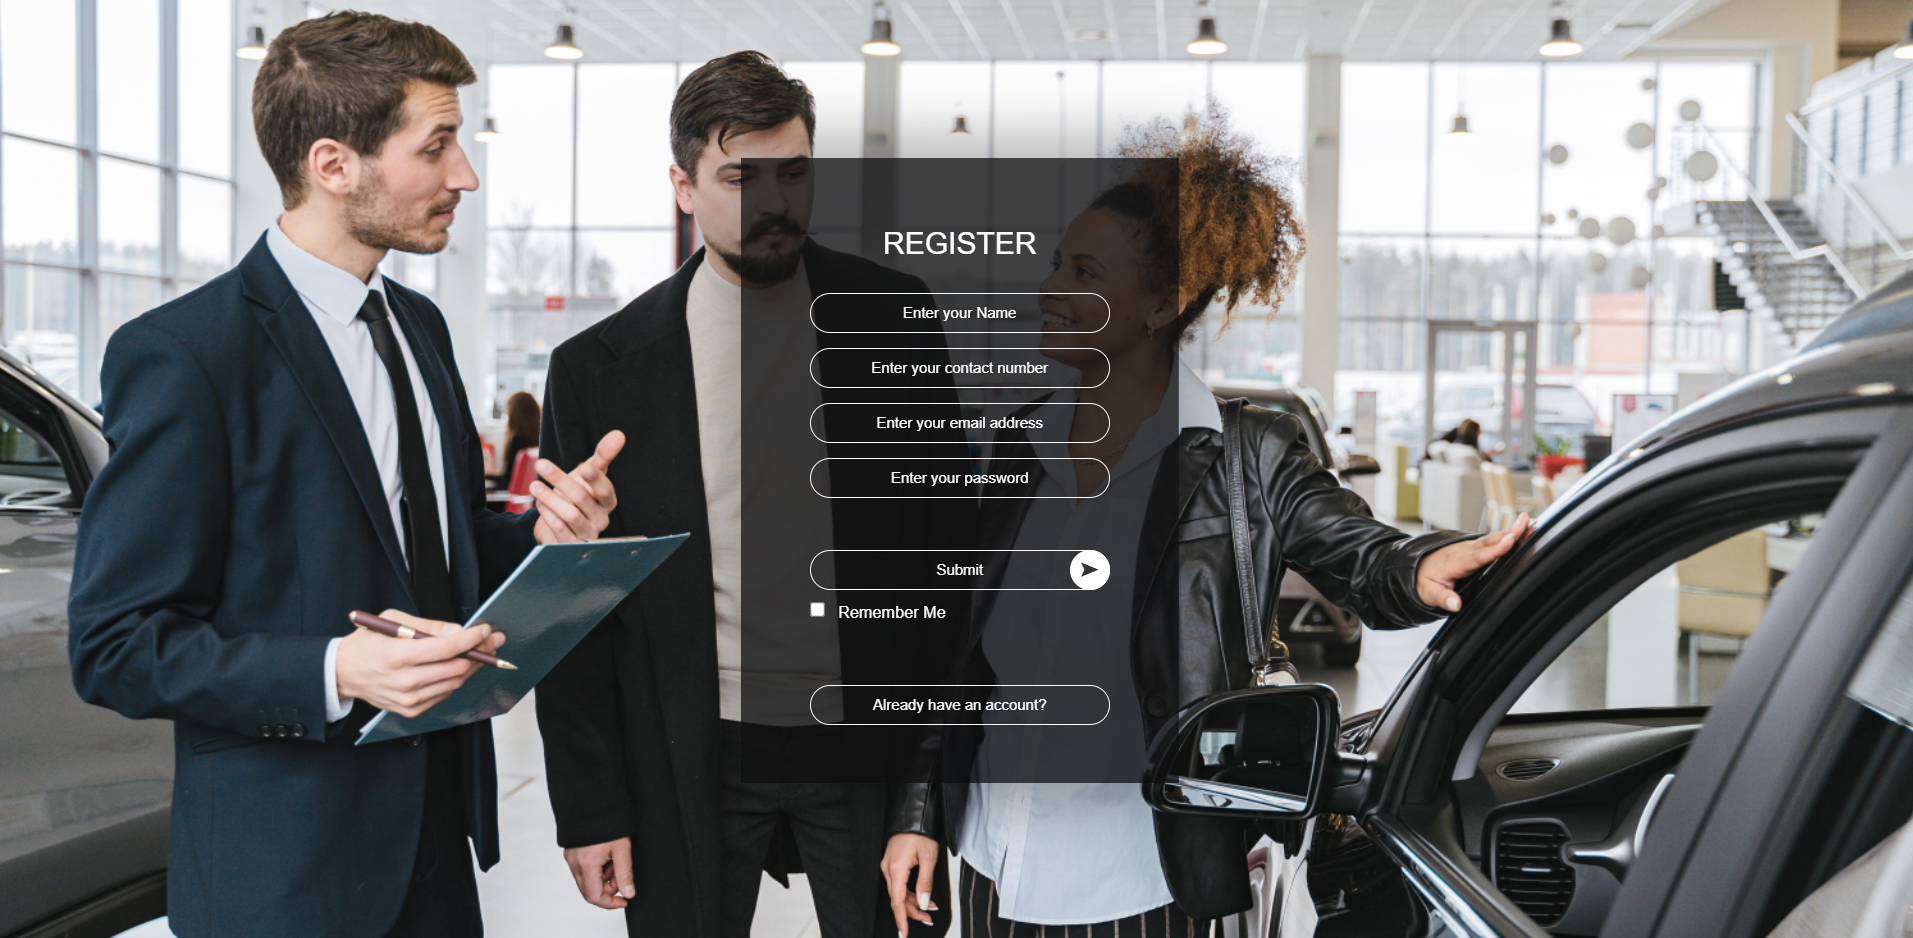 REGISTER
Enter your Name
Enter your contact number
Enter your email address
Enter your password
Submit
Remember Me
Already have an account?